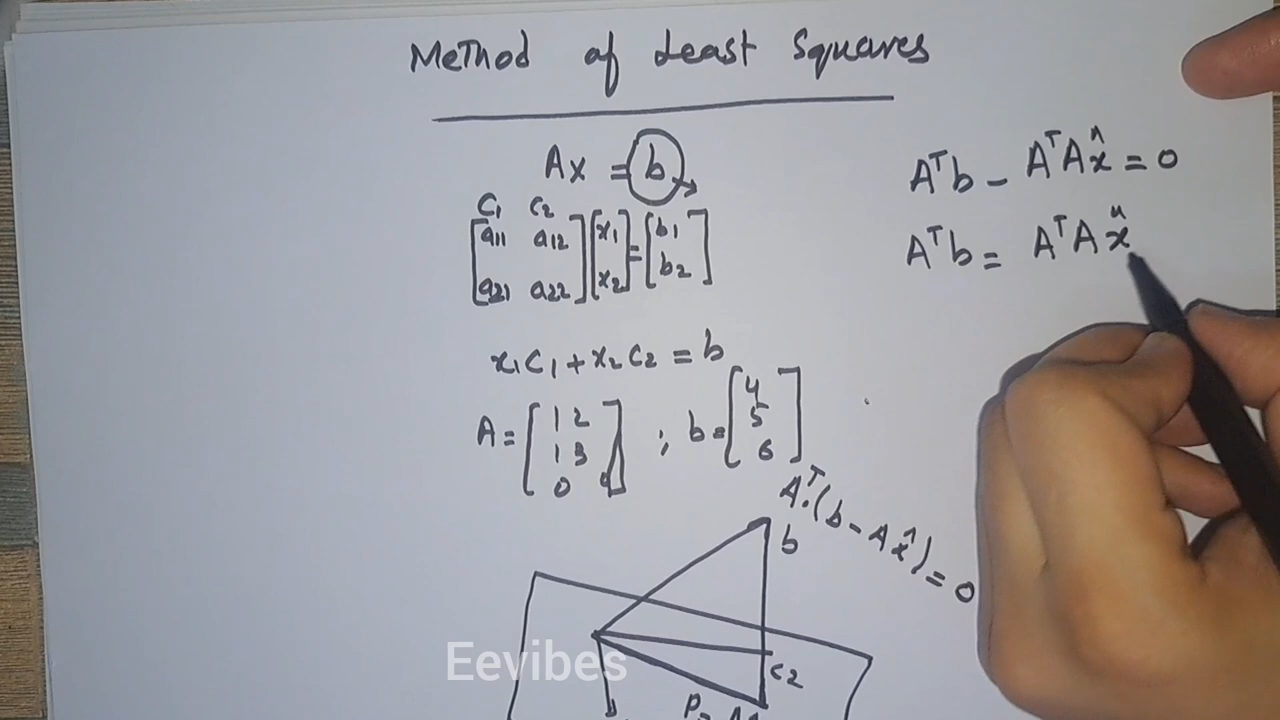 Method of Least Squares
Ax = b
C1 C2
[a11 a12] [x1] = [b1]
[a21 a22] [x2] [b2]
x1C1 + x2C2 = b
A = [1 2
1 3
0 0] ; b = [4
5
6]
Aᵀb − AᵀAx̂ = 0
Aᵀb = AᵀAx̂
Aᵀ.(b − Ax̂) = 0
b
C2
P =
Eevibes